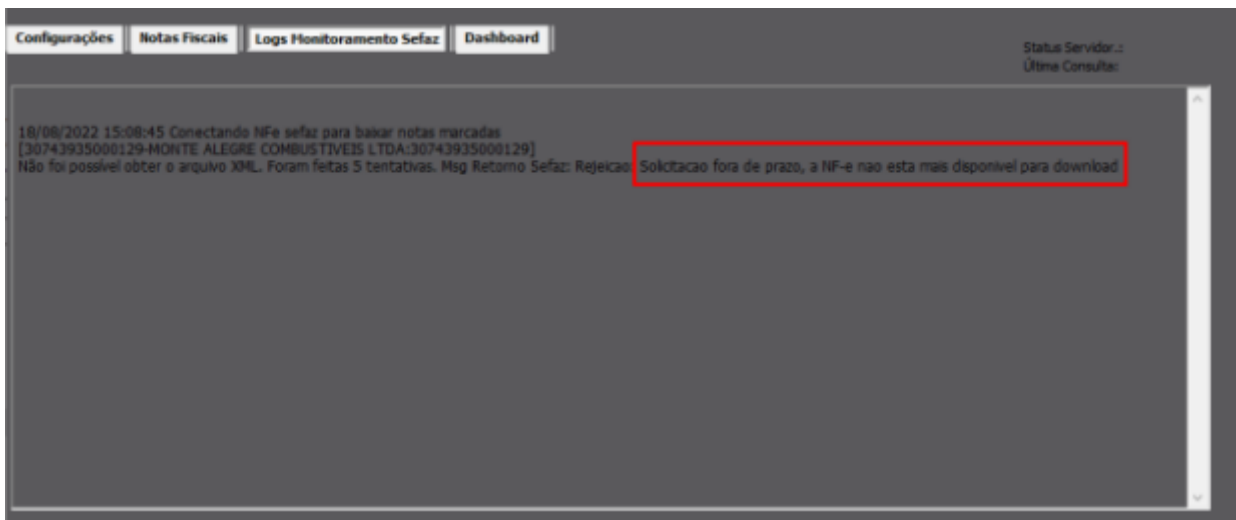 Configurações Notas Fiscais Logs Monitoramento Sefaz Dashboard
Status Servidor.:
Última Consulta:
18/08/2022 15:08:45 Conectando NFe sefaz para baixar notas marcadas
[30743935000129-MONTE ALEGRE COMBUSTIVEIS LTDA:30743935000129]
Não foi possível obter o arquivo XML. Foram feitas 5 tentativas. Msg Retorno Sefaz: Rejeicao: Solicitacao fora de prazo, a NF-e nao esta mais disponivel para download